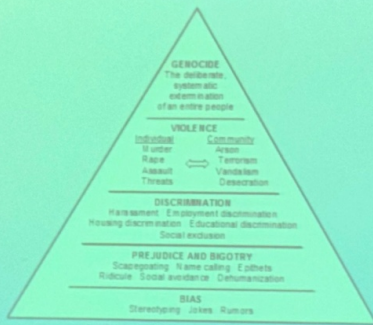 GENOCIDE
The deliberate,
systematic
extermination
of an entire people
VIOLENCE
Individual Community
Murder Arson
Rape Terrorism
Assault Vandalism
Threats Desecration
DISCRIMINATION
Harassment Employment discrimination
Housing discrimination Educational discrimination
Social exclusion
PREJUDICE AND BIGOTRY
Scapegoating Name calling Epithets
Ridicule Social avoidance Dehumanization
BIAS
Stereotyping Jokes Rumors